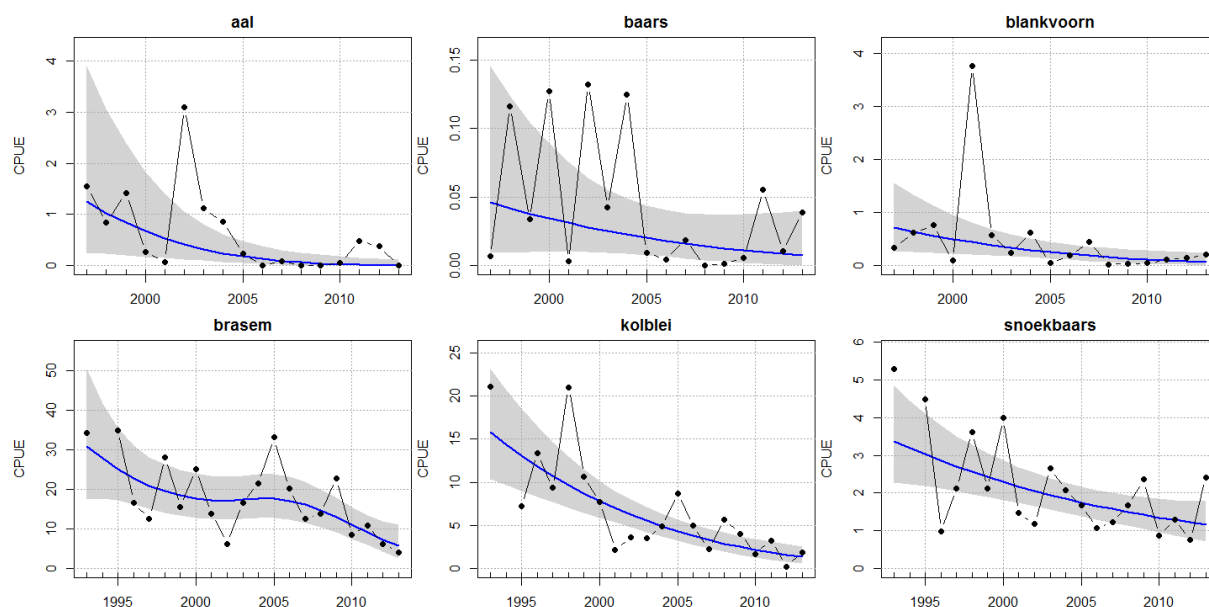 aal
baars
blankvoorn
CPUE
0 1 2 3 4
2000 2005 2010
CPUE
0.00 0.05 0.10 0.15
2000 2005 2010
CPUE
0 1 2 3 4
2000 2005 2010
brasem
kolblei
snoekbaars
CPUE
0 10 20 30 40 50
1995 2000 2005 2010
CPUE
0 5 10 15 20 25
1995 2000 2005 2010
CPUE
0 1 2 3 4 5 6
1995 2000 2005 2010